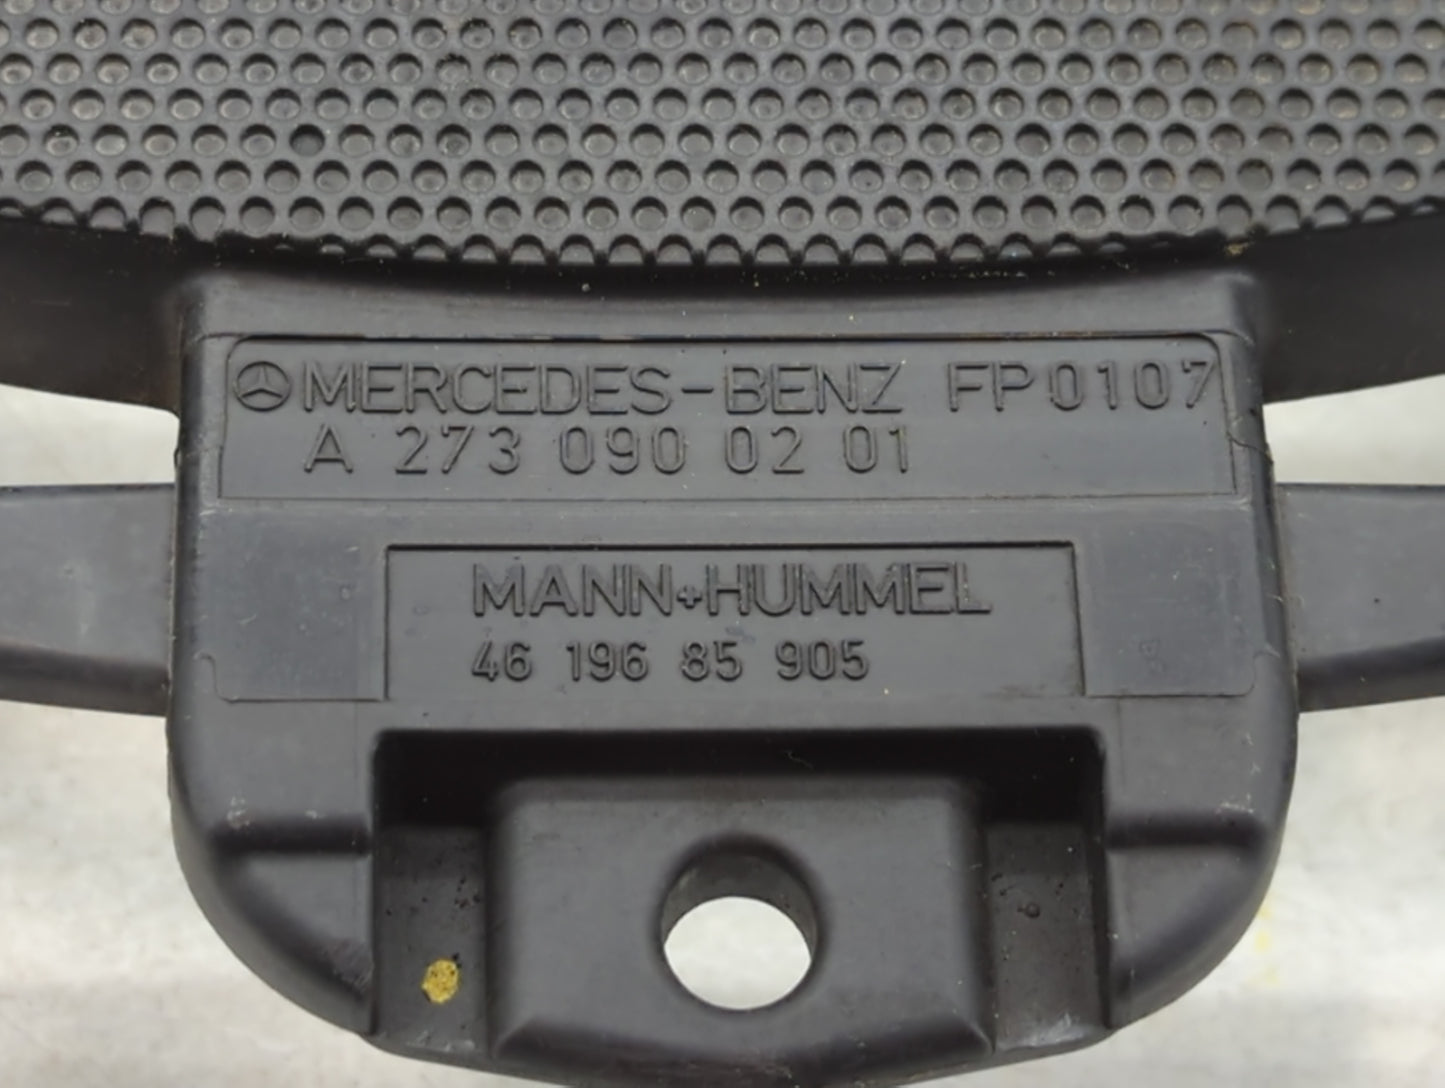 MERCEDES-BENZ FP0107
A 273 090 02 01
MANN+HUMMEL
46 196 85 905